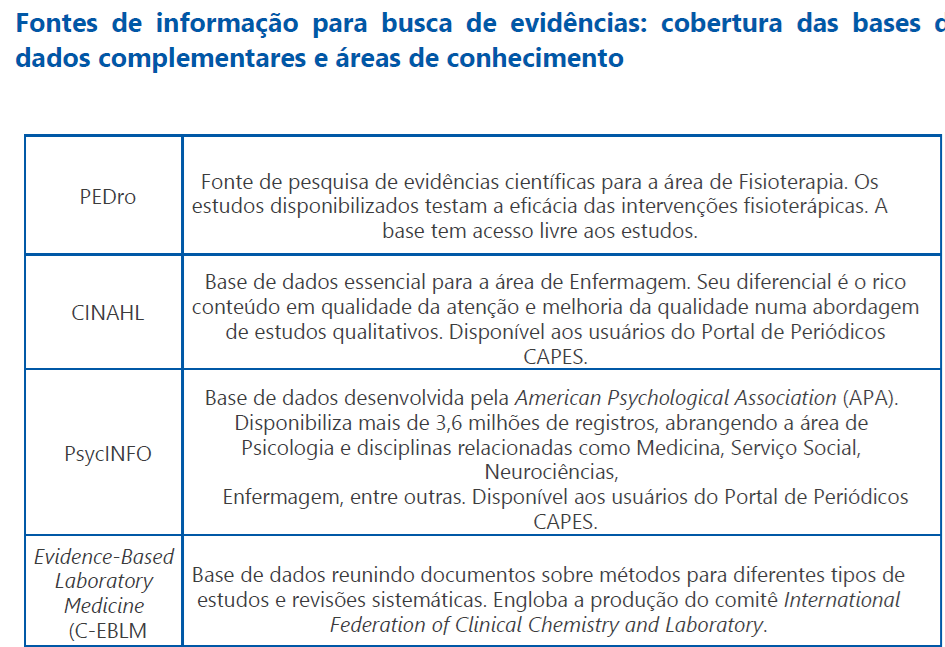 Fontes de informação para busca de evidências: cobertura das bases d
dados complementares e áreas de conhecimento
PEDro
Fonte de pesquisa de evidências científicas para a área de Fisioterapia. Os
estudos disponibilizados testam a eficácia das intervenções fisioterápicas. A
base tem acesso livre aos estudos.
CINAHL
Base de dados essencial para a área de Enfermagem. Seu diferencial é o rico
conteúdo em qualidade da atenção e melhoria da qualidade numa abordagem
de estudos qualitativos. Disponível aos usuários do Portal de Periódicos
CAPES.
PsycINFO
Base de dados desenvolvida pela American Psychological Association (APA).
Disponibiliza mais de 3,6 milhões de registros, abrangendo a área de
Psicologia e disciplinas relacionadas como Medicina, Serviço Social,
Neurociências,
Enfermagem, entre outras. Disponível aos usuários do Portal de Periódicos
CAPES.
Evidence-Based
Laboratory
Medicine
(C-EBLM
Base de dados reunindo documentos sobre métodos para diferentes tipos de
estudos e revisões sistemáticas. Engloba a produção do comitê International
Federation of Clinical Chemistry and Laboratory.